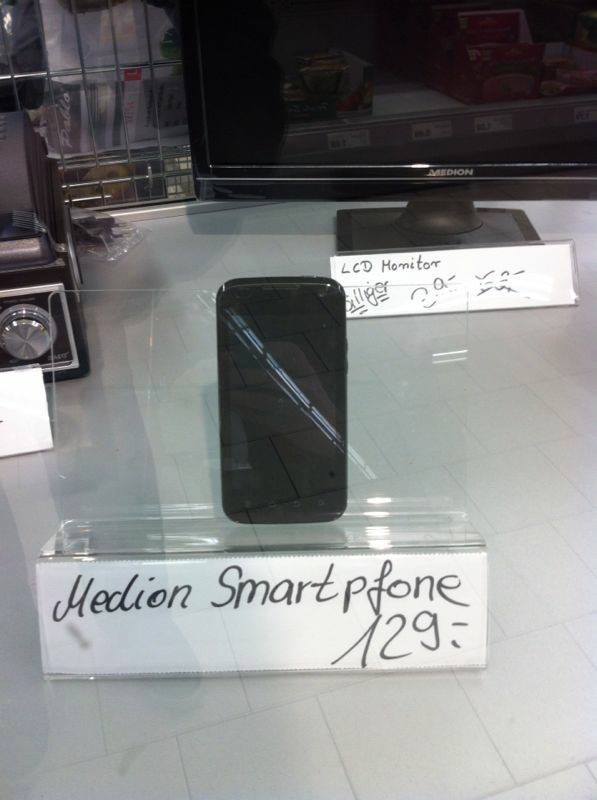 MEDION
LCD Monitor
Billiger
Medion Smartpfone
129.-